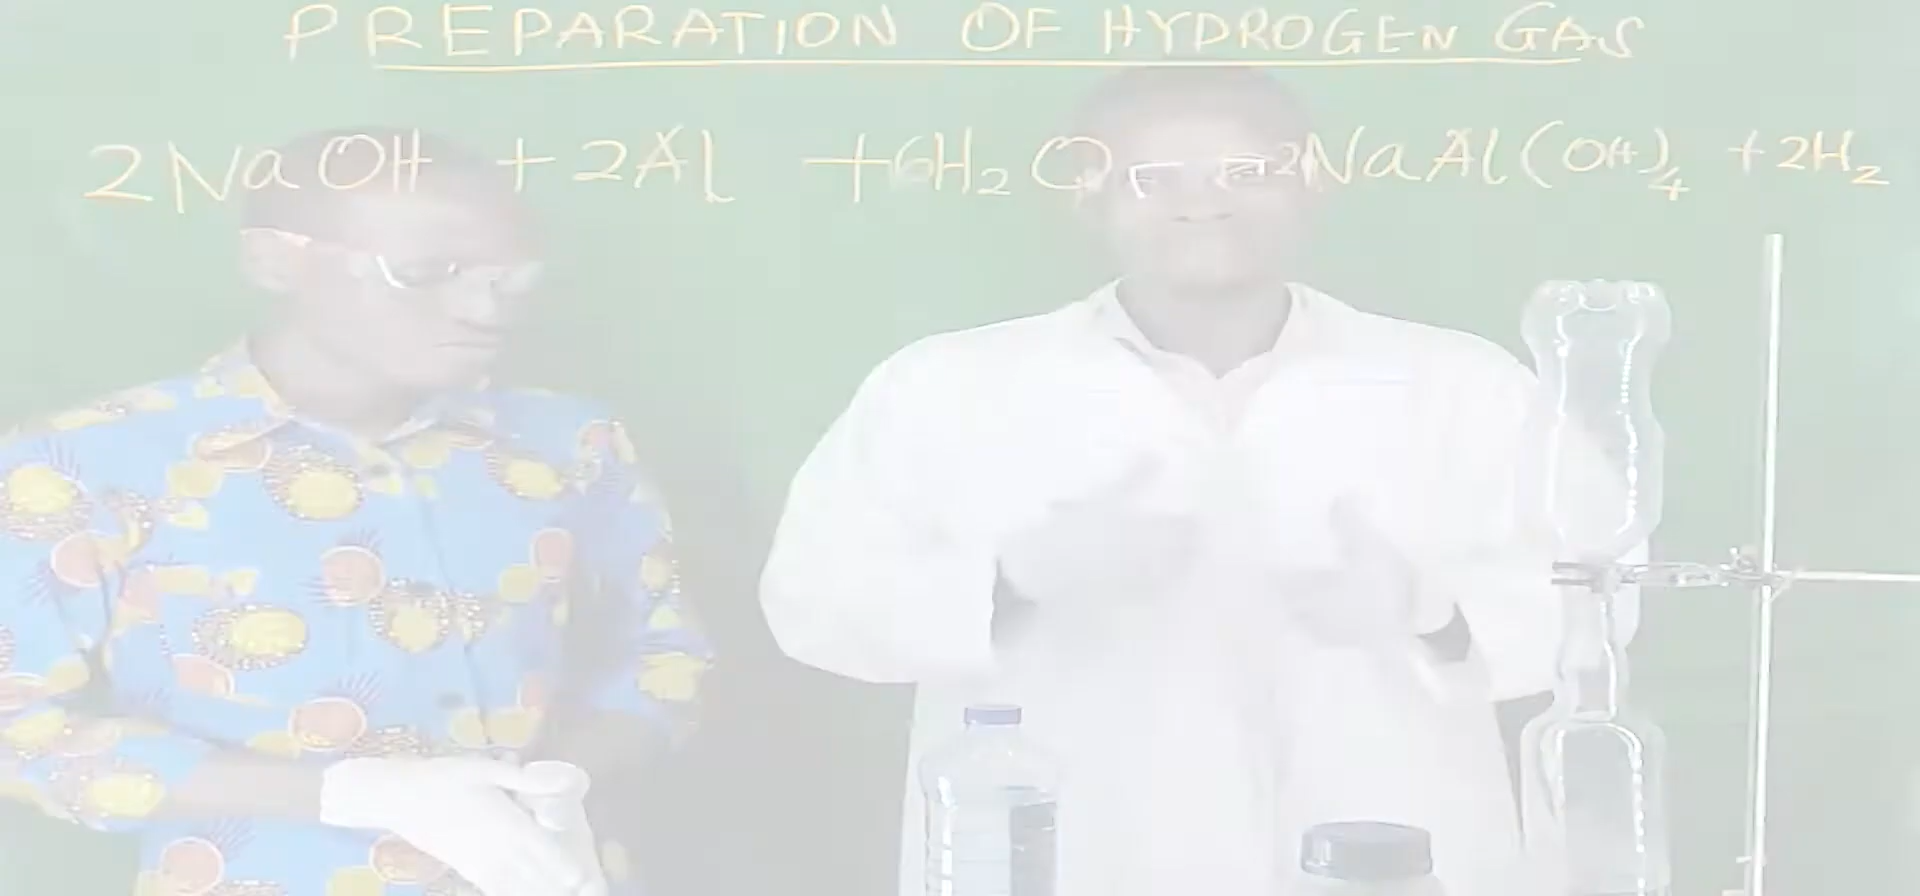 PREPARATION OF HYDROGEN GAS
2NaOH + 2Al + 6H₂O 2NaAl(OH)₄ + 2H₂